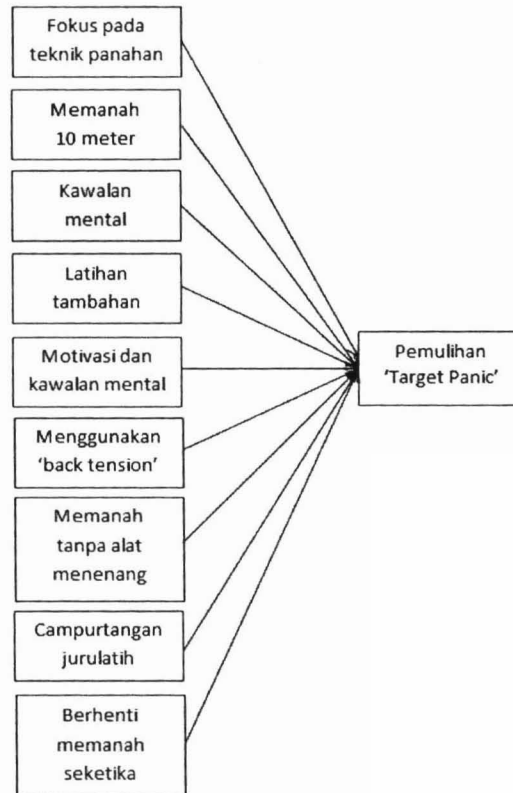 Fokus pada
teknik panahan
Memanah
10 meter
Kawalan
mental
Latihan
tambahan
Motivasi dan
kawalan mental
Menggunakan
'back tension'
Memanah
tanpa alat
menenang
Campurtangan
jurulatih
Berhenti
memanah
seketika
Pemulihan
'Target Panic'